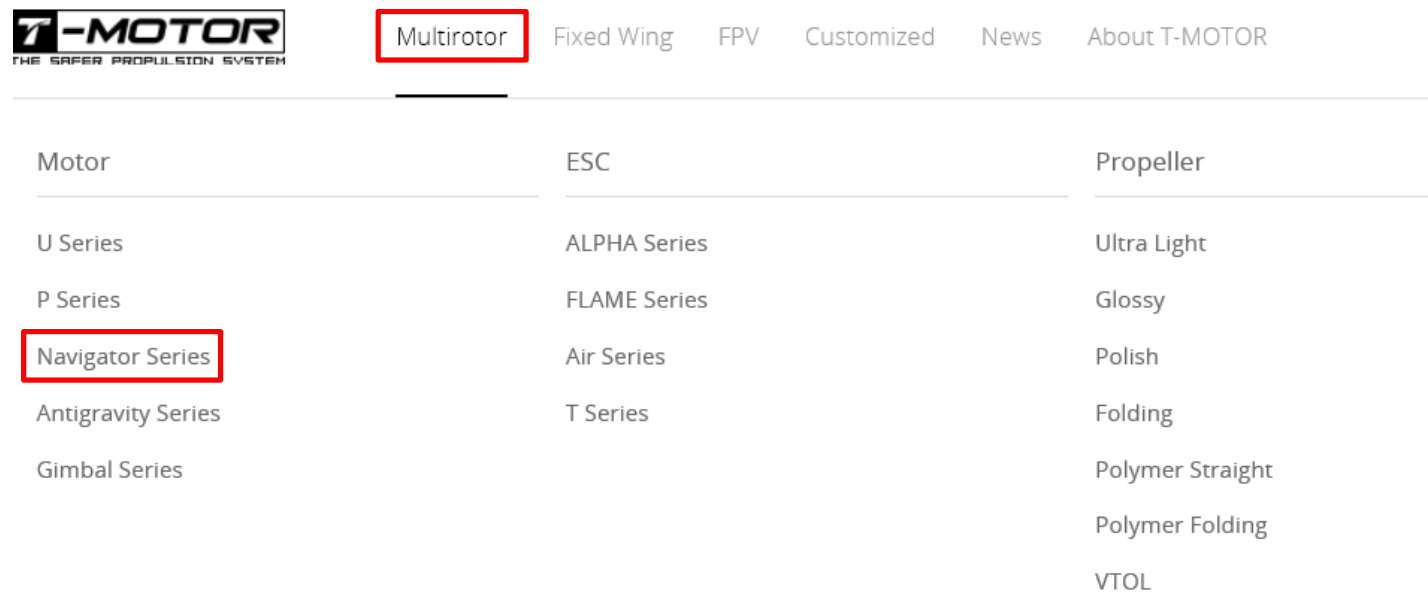 T-MOTOR
THE SAFER PROPULSION SYSTEM
Multirotor Fixed Wing FPV Customized News About T-MOTOR
Motor
U Series
P Series
Navigator Series
Antigravity Series
Gimbal Series
ESC
ALPHA Series
FLAME Series
Air Series
T Series
Propeller
Ultra Light
Glossy
Polish
Folding
Polymer Straight
Polymer Folding
VTOL